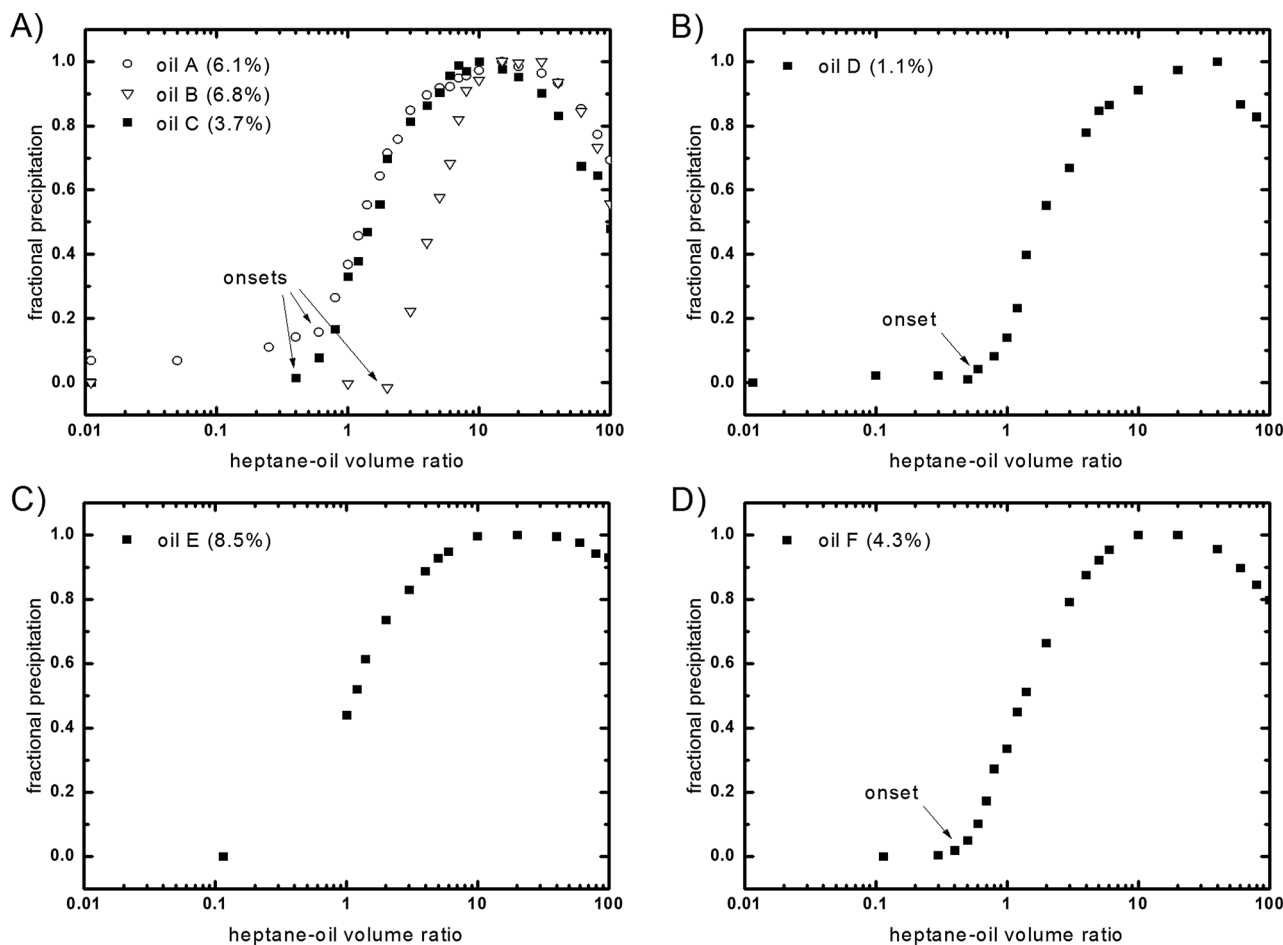 A)
oil A (6.1%)
oil B (6.8%)
oil C (3.7%)
onsets
fractional precipitation
1.0
0.8
0.6
0.4
0.2
0.0
0.01 0.1 1 10 100
heptane-oil volume ratio
B)
oil D (1.1%)
onset
fractional precipitation
1.0
0.8
0.6
0.4
0.2
0.0
0.01 0.1 1 10 100
heptane-oil volume ratio
C)
oil E (8.5%)
fractional precipitation
1.0
0.8
0.6
0.4
0.2
0.0
0.01 0.1 1 10 100
heptane-oil volume ratio
D)
oil F (4.3%)
onset
fractional precipitation
1.0
0.8
0.6
0.4
0.2
0.0
0.01 0.1 1 10 100
heptane-oil volume ratio